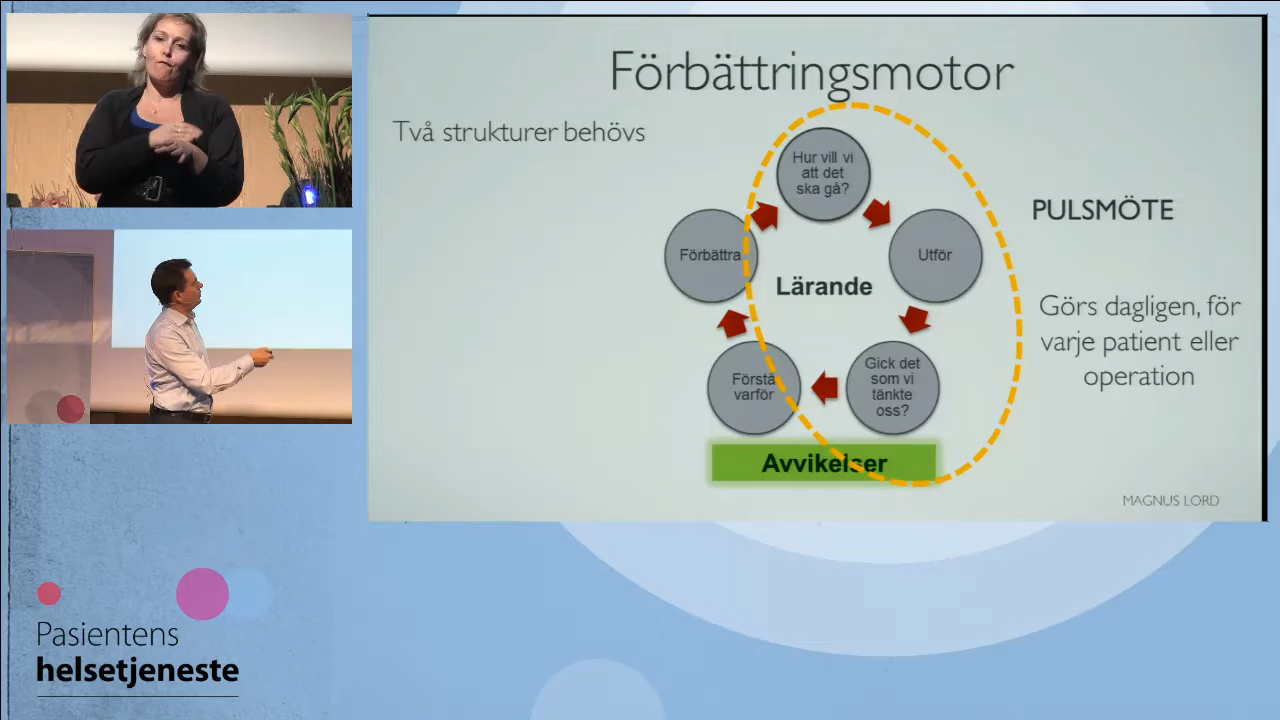 Förbättringsmotor
Två strukturer behövs
Hur vill vi
att det
ska gå?
Utför
Gick det
som vi
tänkte
oss?
Förstå
varför
Förbättra
Lärande
Avvikelser
PULSMÖTE
Görs dagligen, för
varje patient eller
operation
MAGNUS LORD
Pasientens
helsetjeneste